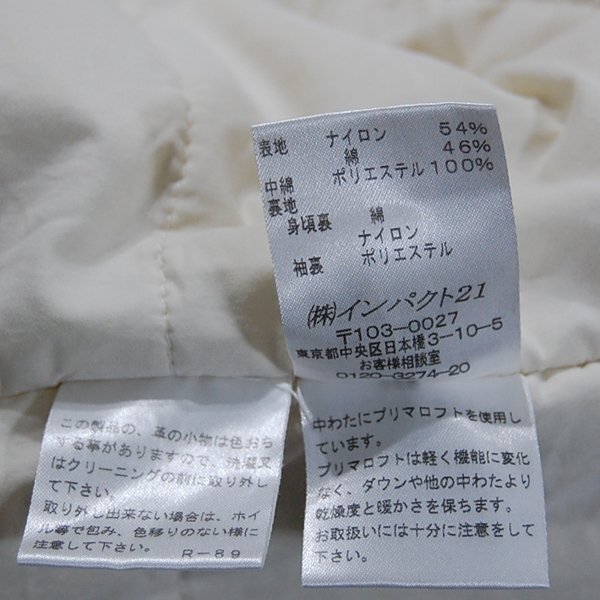 表地 ナイロン 54%
綿 46%
中綿 ポリエステル100%
裏地
身頃裏 綿
ナイロン
袖裏 ポリエステル
(株)インパクト21
〒103-0027
東京都中央区日本橋3-10-5
お客様相談室
0120-3274-20
この製品の、革の小物は色おち
する事がありますので、洗濯又
はクリーニングの前に取り外し
て下さい。
取り外し出来ない場合は、ホイ
ル等で包み、色移りのない様に
注意して下さい。 R-89
中わたにプリマロフトを使用し
ています。
プリマロフトは軽く機能に変化
なく、ダウンや他の中わたより
乾燥度と暖かさを保ちます。
お取扱いには十分に注意をして
下さい。